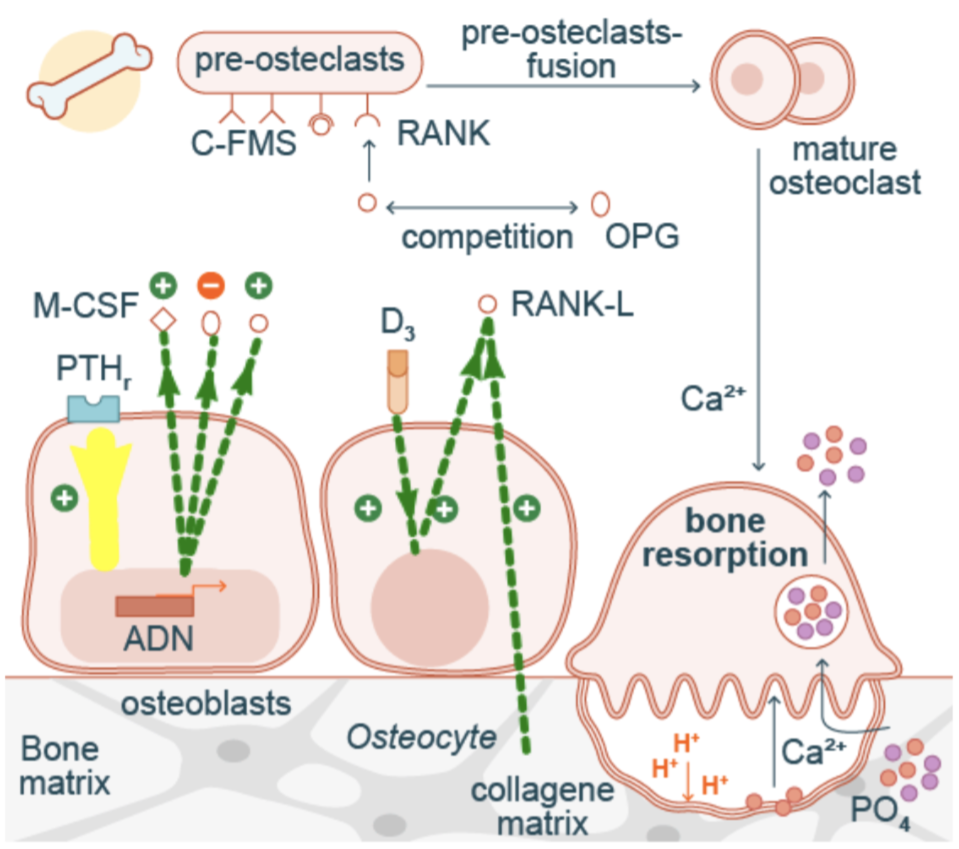 pre-osteclasts
pre-osteclasts-
fusion
C-FMS
RANK
mature
osteoclast
competition
OPG
M-CSF
+
−
+
D₃
RANK-L
PTHᵣ
Ca²⁺
+
+
+
+
bone
resorption
ADN
osteoblasts
Osteocyte
Bone
matrix
collagene
matrix
H⁺
H⁺
H⁺
Ca²⁺
PO₄